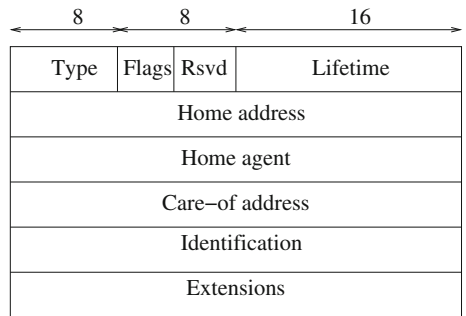 8 8 16
Type Flags Rsvd Lifetime
Home address
Home agent
Care−of address
Identification
Extensions